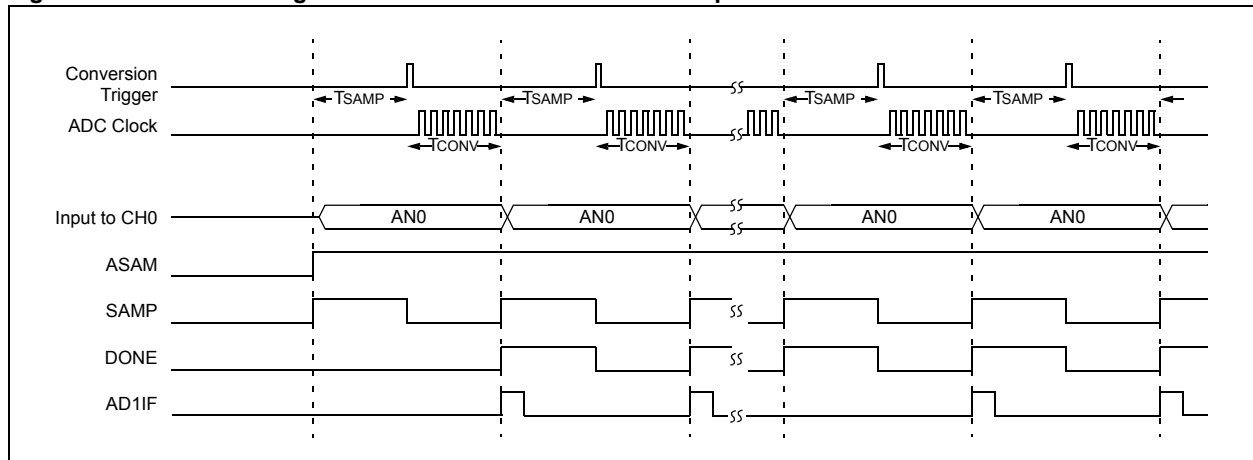 Conversion
Trigger
TSAMP TSAMP TSAMP TSAMP
ADC Clock
TCONV TCONV TCONV TCONV
Input to CH0 AN0 AN0 AN0 AN0
ASAM
SAMP
DONE
AD1IF